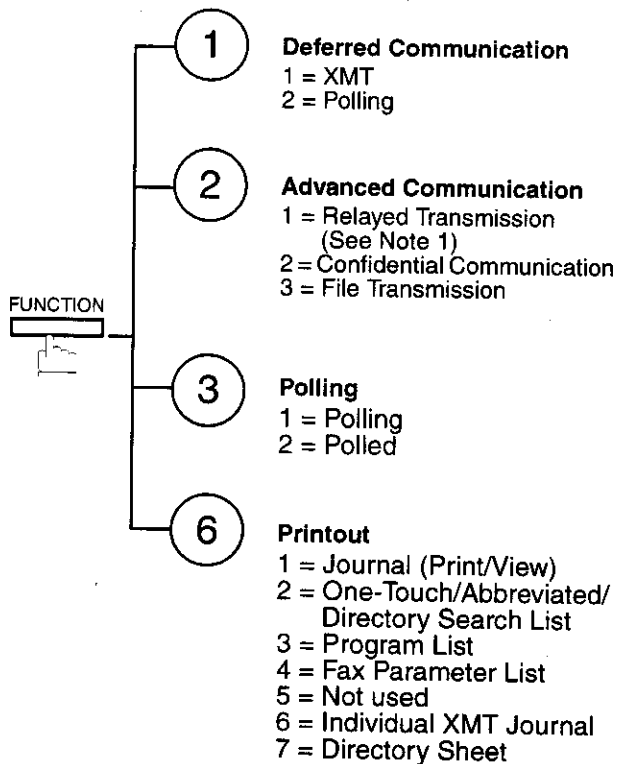 1
Deferred Communication
1 = XMT
2 = Polling
2
Advanced Communication
1 = Relayed Transmission
(See Note 1)
2 = Confidential Communication
3 = File Transmission
FUNCTION
3
Polling
1 = Polling
2 = Polled
6
Printout
1 = Journal (Print/View)
2 = One-Touch/Abbreviated/
Directory Search List
3 = Program List
4 = Fax Parameter List
5 = Not used
6 = Individual XMT Journal
7 = Directory Sheet